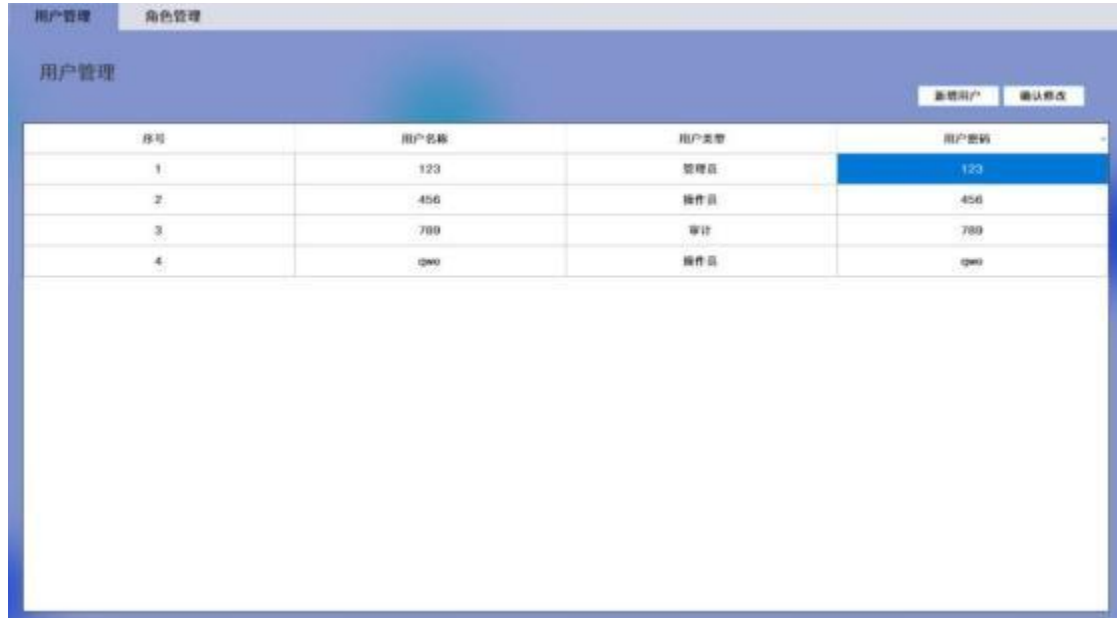 用户管理 角色管理
用户管理
新增用户 确认修改
序号 用户名称 用户类型 用户密码
1 123 管理员 123
2 456 操作员 456
3 789 审计 789
4 qwe 操作员 qwe